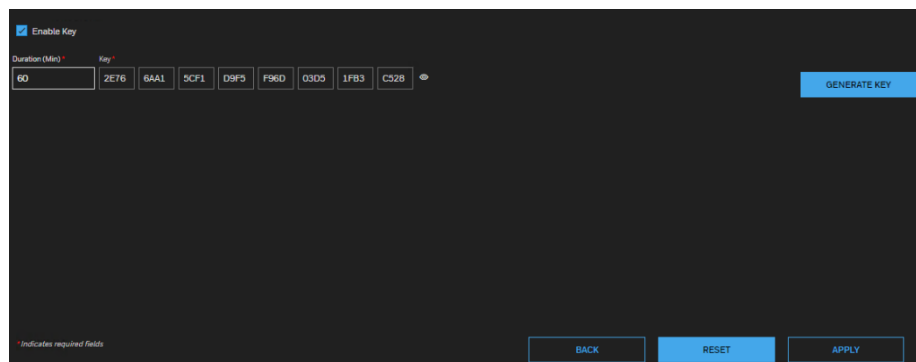 Enable Key
Duration (Min) * Key *
60 2E76 6AA1 5CF1 D9F5 F96D 03D5 1FB3 C528
GENERATE KEY
*Indicates required fields
BACK RESET APPLY